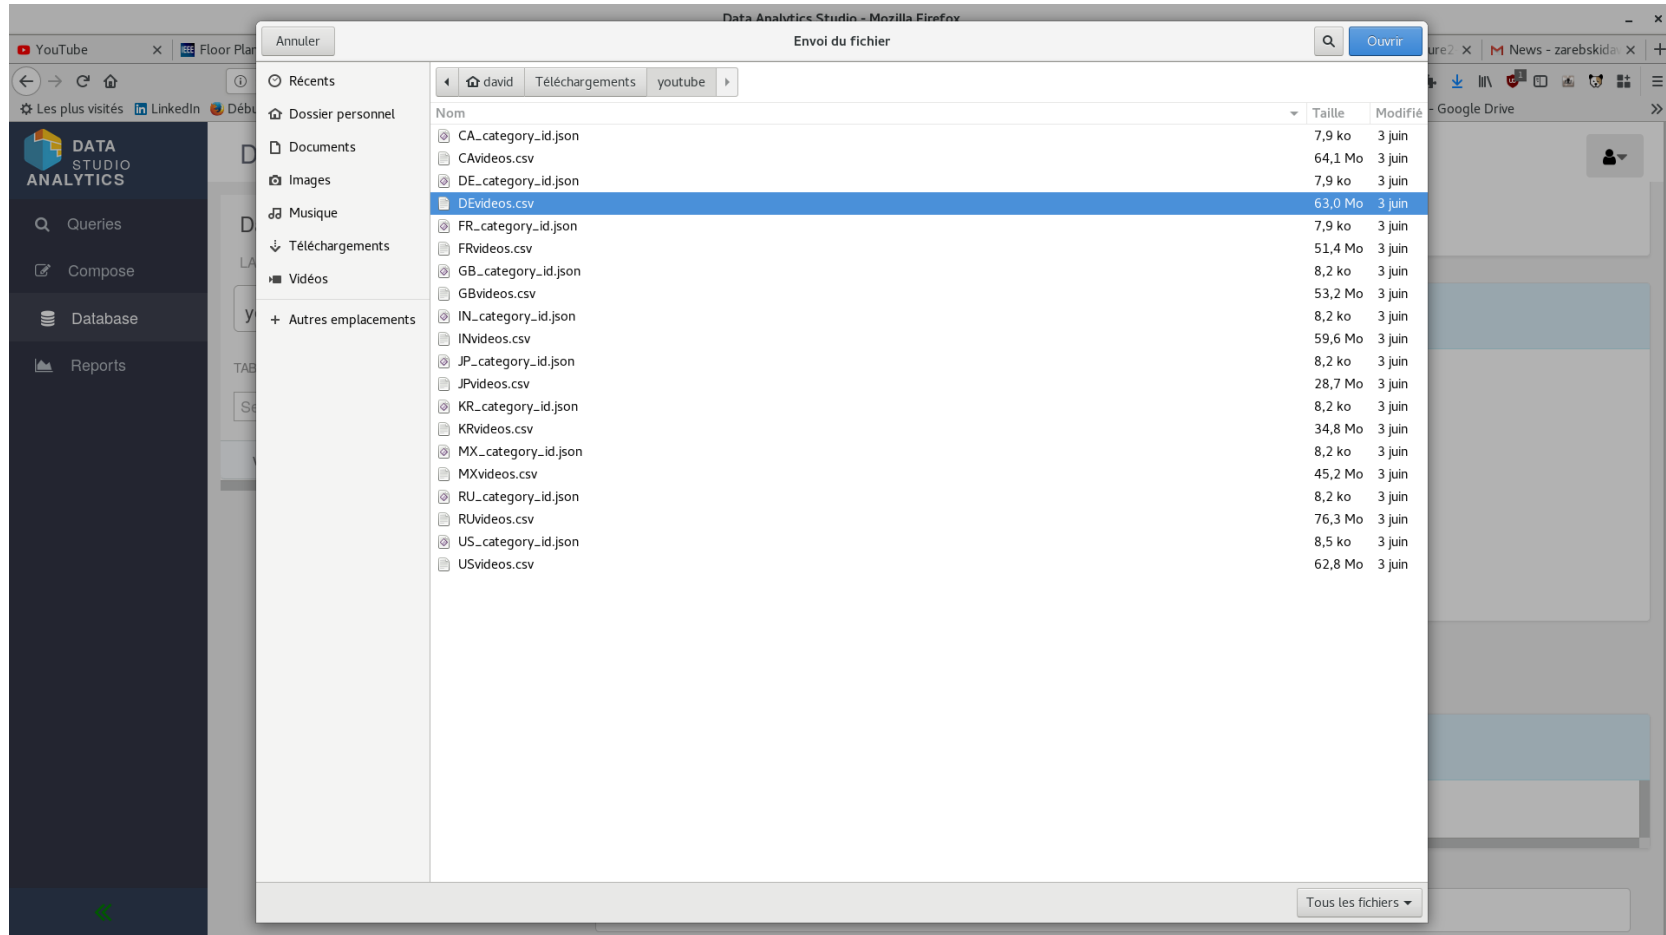 Data Analytics Studio - Mozilla Firefox
YouTube
Floor Plan
Annuler
Envoi du fichier
Ouvrir
ure2
News - zarebskida
Les plus visités
LinkedIn
Débu
- Google Drive
DATA
STUDIO
ANALYTICS
Queries
Compose
Database
Reports
D
D
LA
y
TAB
Se
Récents
Dossier personnel
Documents
Images
Musique
Téléchargements
Vidéos
+ Autres emplacements
david Téléchargements youtube
Nom Taille Modifié
CA_category_id.json 7,9 ko 3 juin
CAvideos.csv 64,1 Mo 3 juin
DE_category_id.json 7,9 ko 3 juin
DEvideos.csv 63,0 Mo 3 juin
FR_category_id.json 7,9 ko 3 juin
FRvideos.csv 51,4 Mo 3 juin
GB_category_id.json 8,2 ko 3 juin
GBvideos.csv 53,2 Mo 3 juin
IN_category_id.json 8,2 ko 3 juin
INvideos.csv 59,6 Mo 3 juin
JP_category_id.json 8,2 ko 3 juin
JPvideos.csv 28,7 Mo 3 juin
KR_category_id.json 8,2 ko 3 juin
KRvideos.csv 34,8 Mo 3 juin
MX_category_id.json 8,2 ko 3 juin
MXvideos.csv 45,2 Mo 3 juin
RU_category_id.json 8,2 ko 3 juin
RUvideos.csv 76,3 Mo 3 juin
US_category_id.json 8,5 ko 3 juin
USvideos.csv 62,8 Mo 3 juin
Tous les fichiers